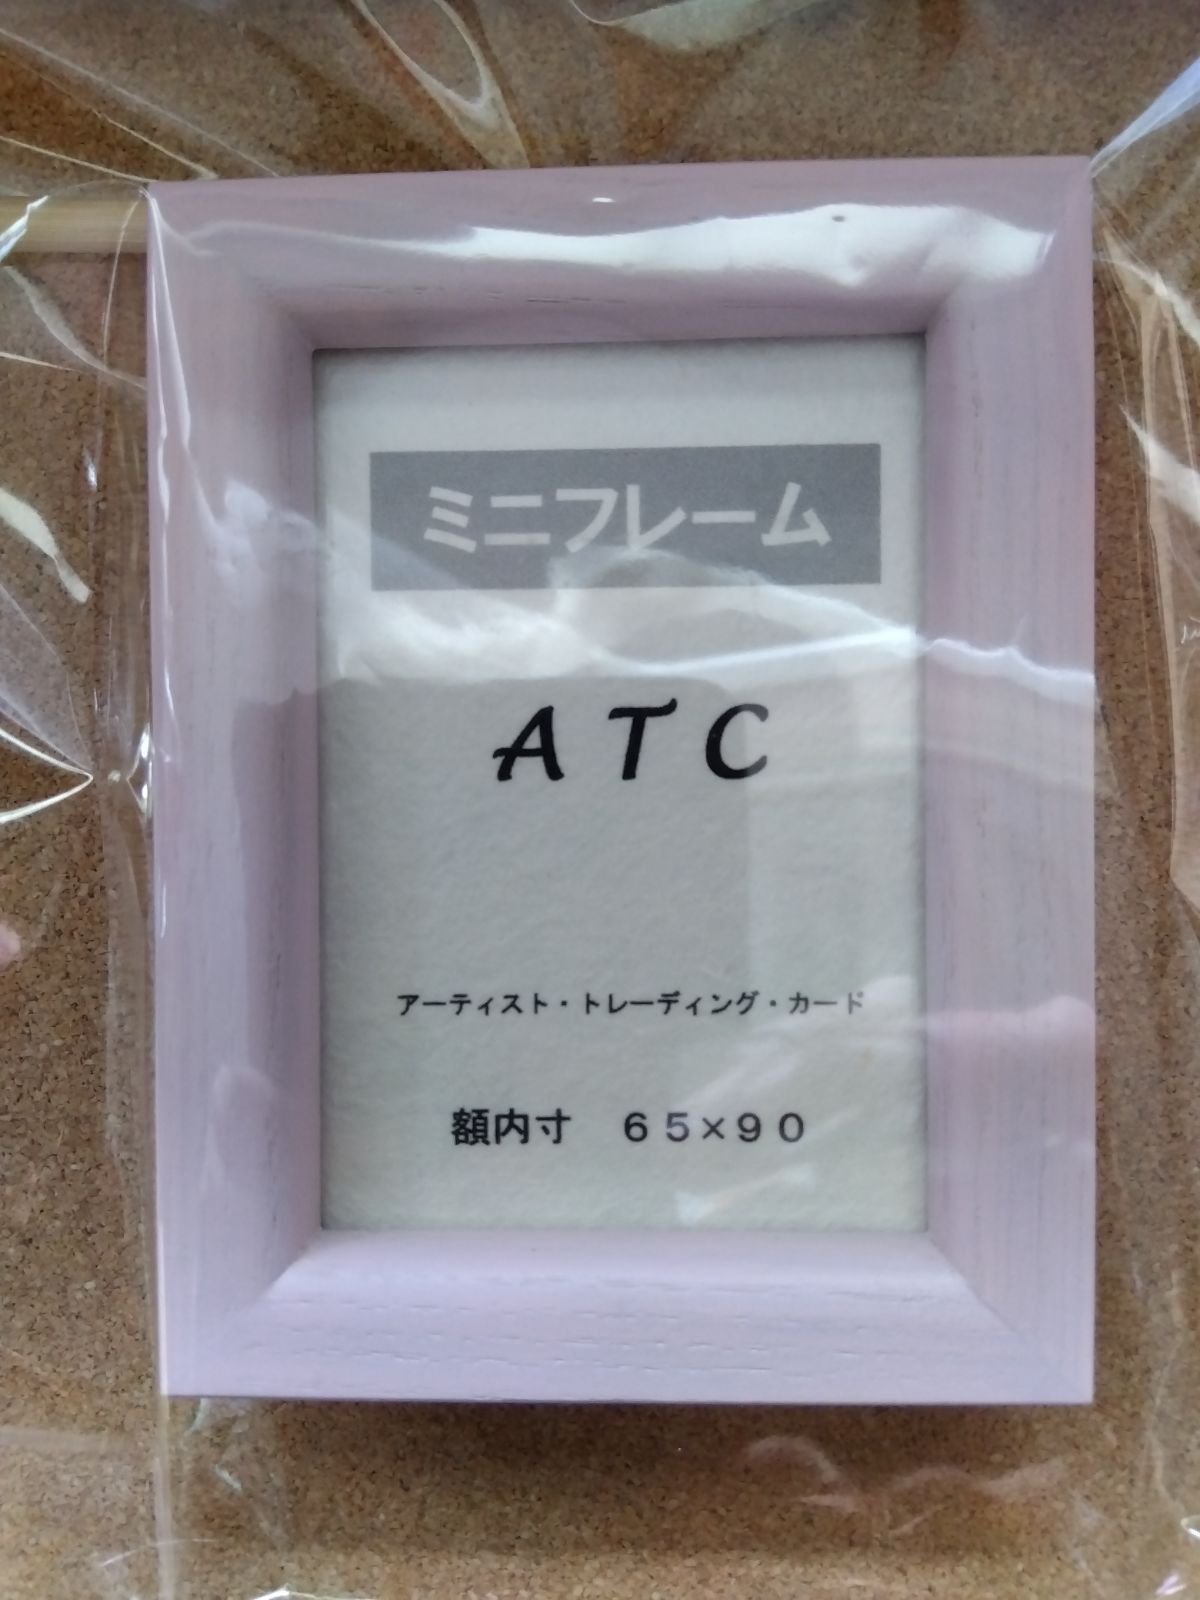 ミニフレーム
ATC
アーティスト・トレーディング・カード
額内寸　６５×９０